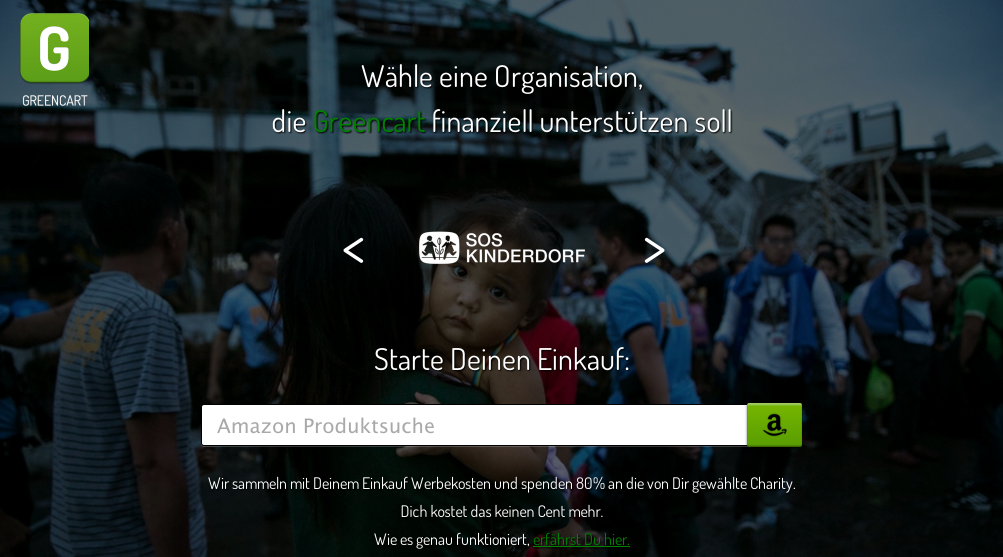 G
GREENCART
Wähle eine Organisation,
die Greencart finanziell unterstützen soll
<
SOS
KINDERDORF
>
Starte Deinen Einkauf:
Amazon Produktsuche
a
Wir sammeln mit Deinem Einkauf Werbekosten und spenden 80% an die von Dir gewählte Charity.
Dich kostet das keinen Cent mehr.
Wie es genau funktioniert, erfährst Du hier.